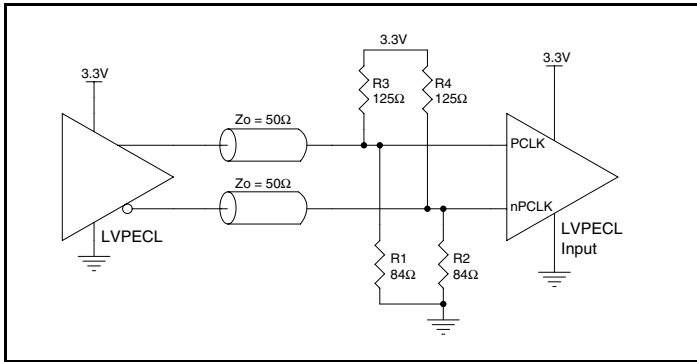 3.3V
3.3V
3.3V
R3
125Ω
R4
125Ω
Zo = 50Ω
PCLK
Zo = 50Ω
nPCLK
LVPECL
LVPECL
Input
R1
84Ω
R2
84Ω